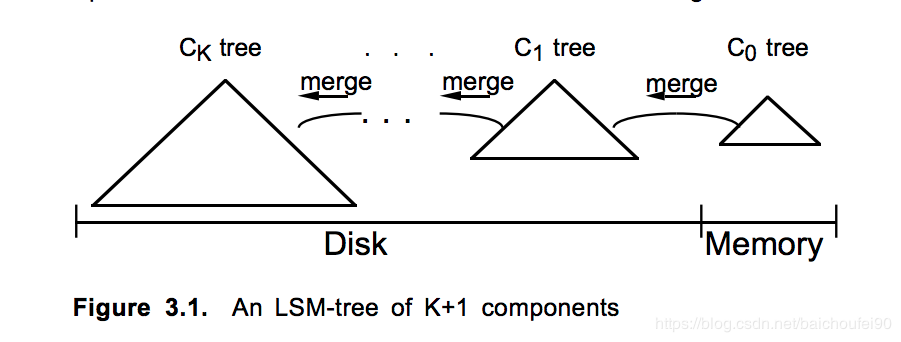 C_K tree . . . C_1 tree C_0 tree
merge merge merge
. . .
Disk Memory
Figure 3.1. An LSM-tree of K+1 components
https://blog.csdn.net/baichoufei90